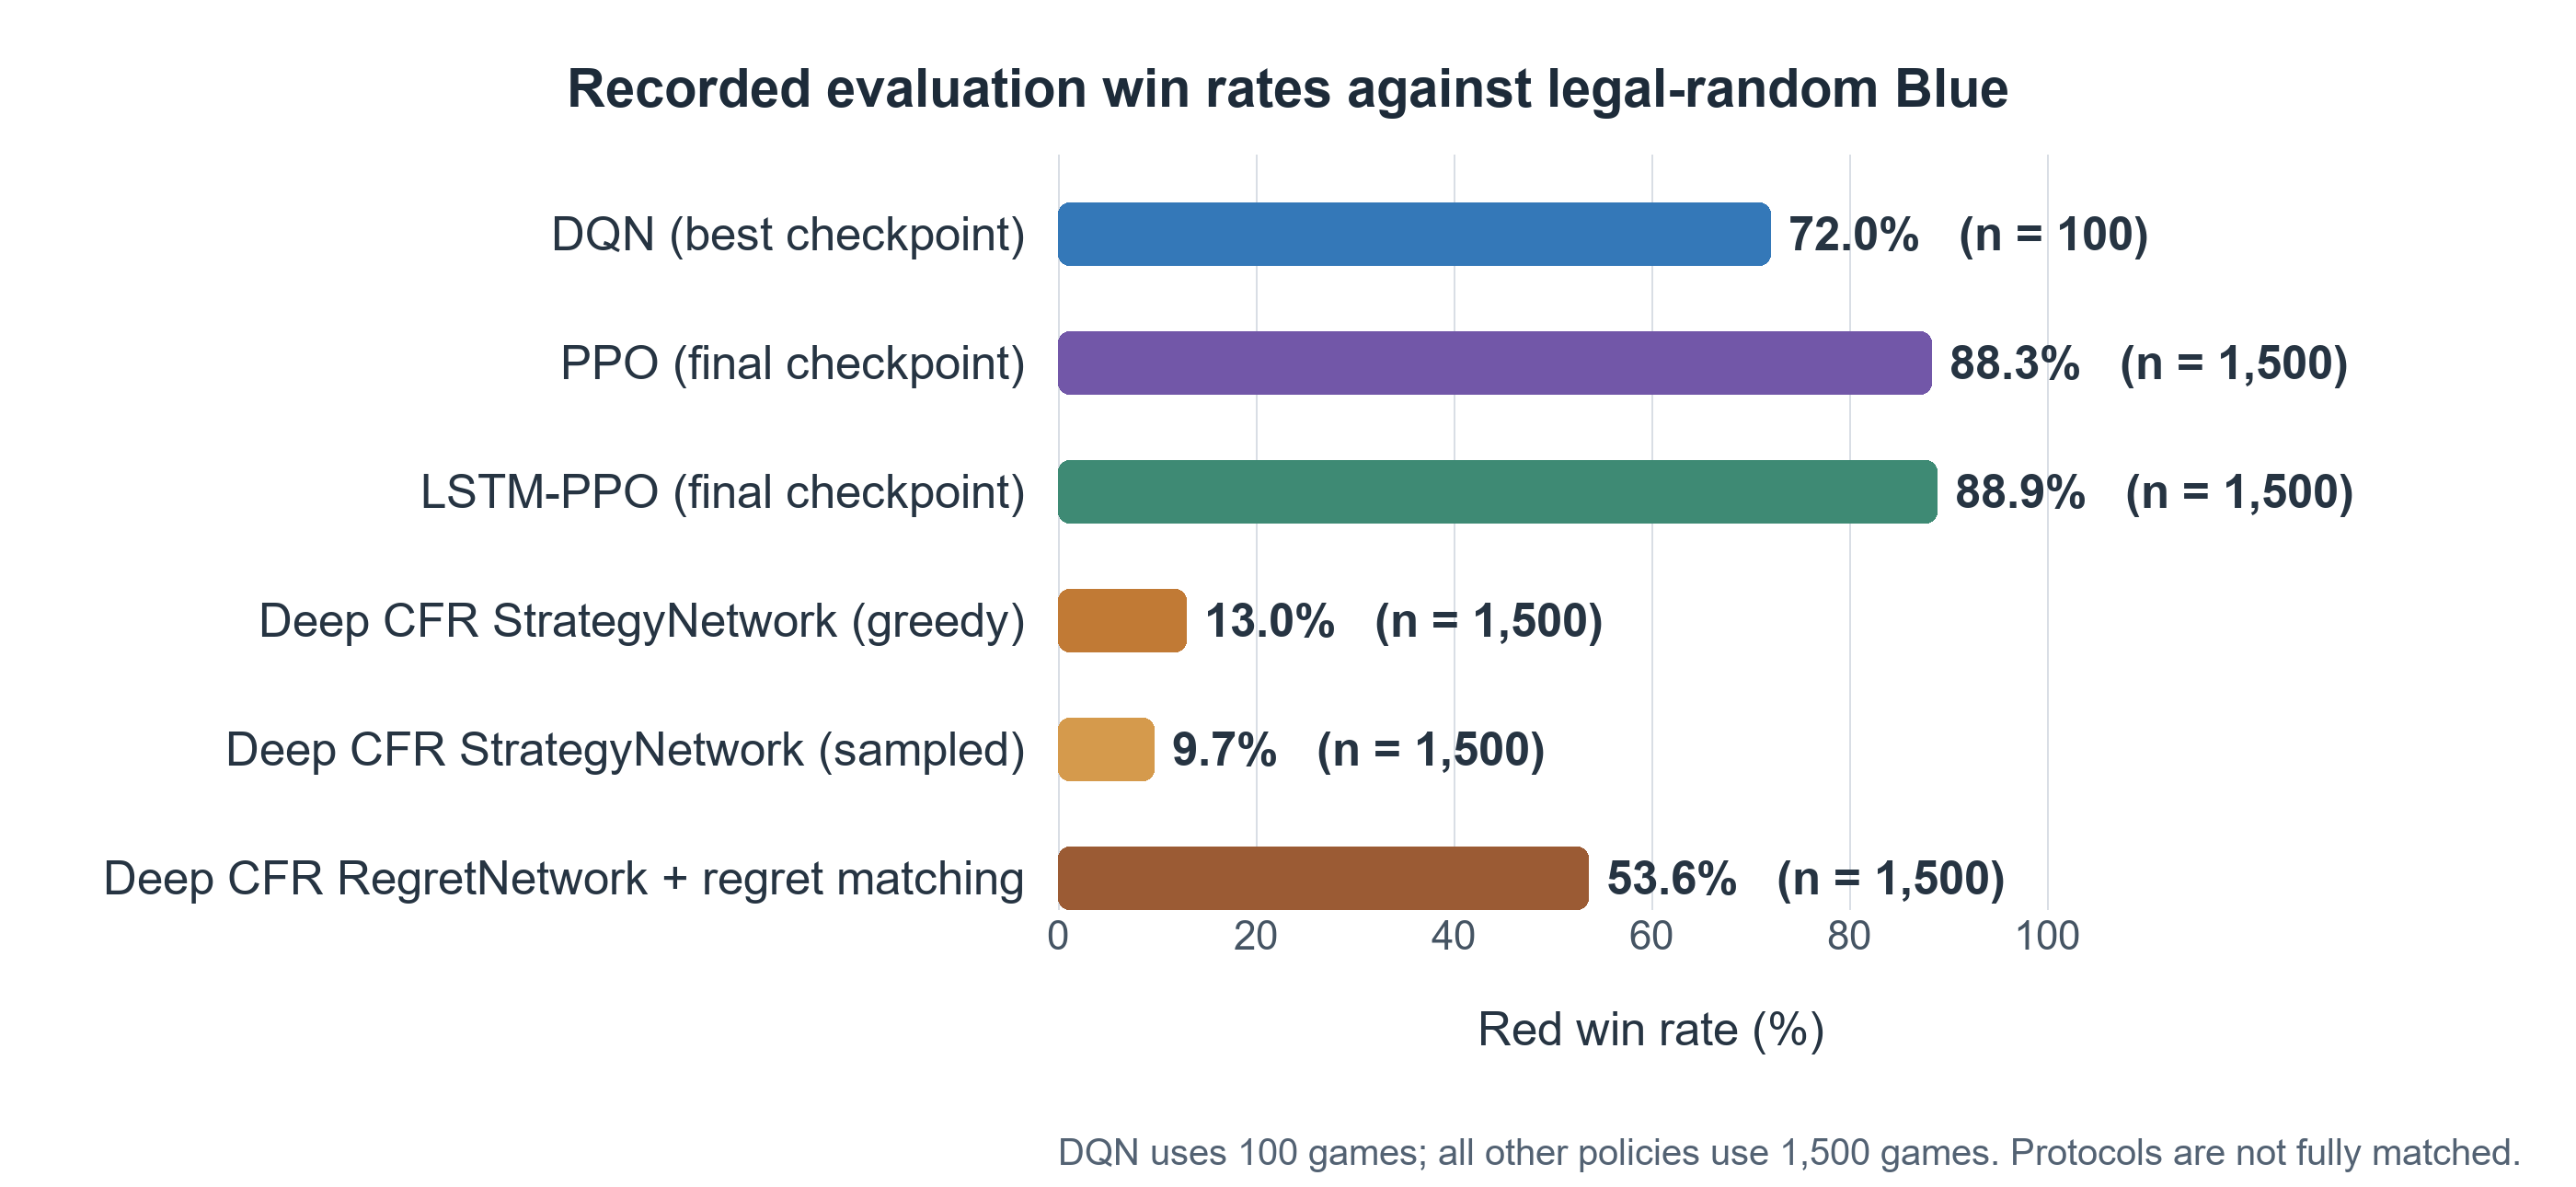 Recorded evaluation win rates against legal-random Blue
DQN (best checkpoint) 72.0% (n = 100)
PPO (final checkpoint) 88.3% (n = 1,500)
LSTM-PPO (final checkpoint) 88.9% (n = 1,500)
Deep CFR StrategyNetwork (greedy) 13.0% (n = 1,500)
Deep CFR StrategyNetwork (sampled) 9.7% (n = 1,500)
Deep CFR RegretNetwork + regret matching 53.6% (n = 1,500)
0 20 40 60 80 100
Red win rate (%)
DQN uses 100 games; all other policies use 1,500 games. Protocols are not fully matched.